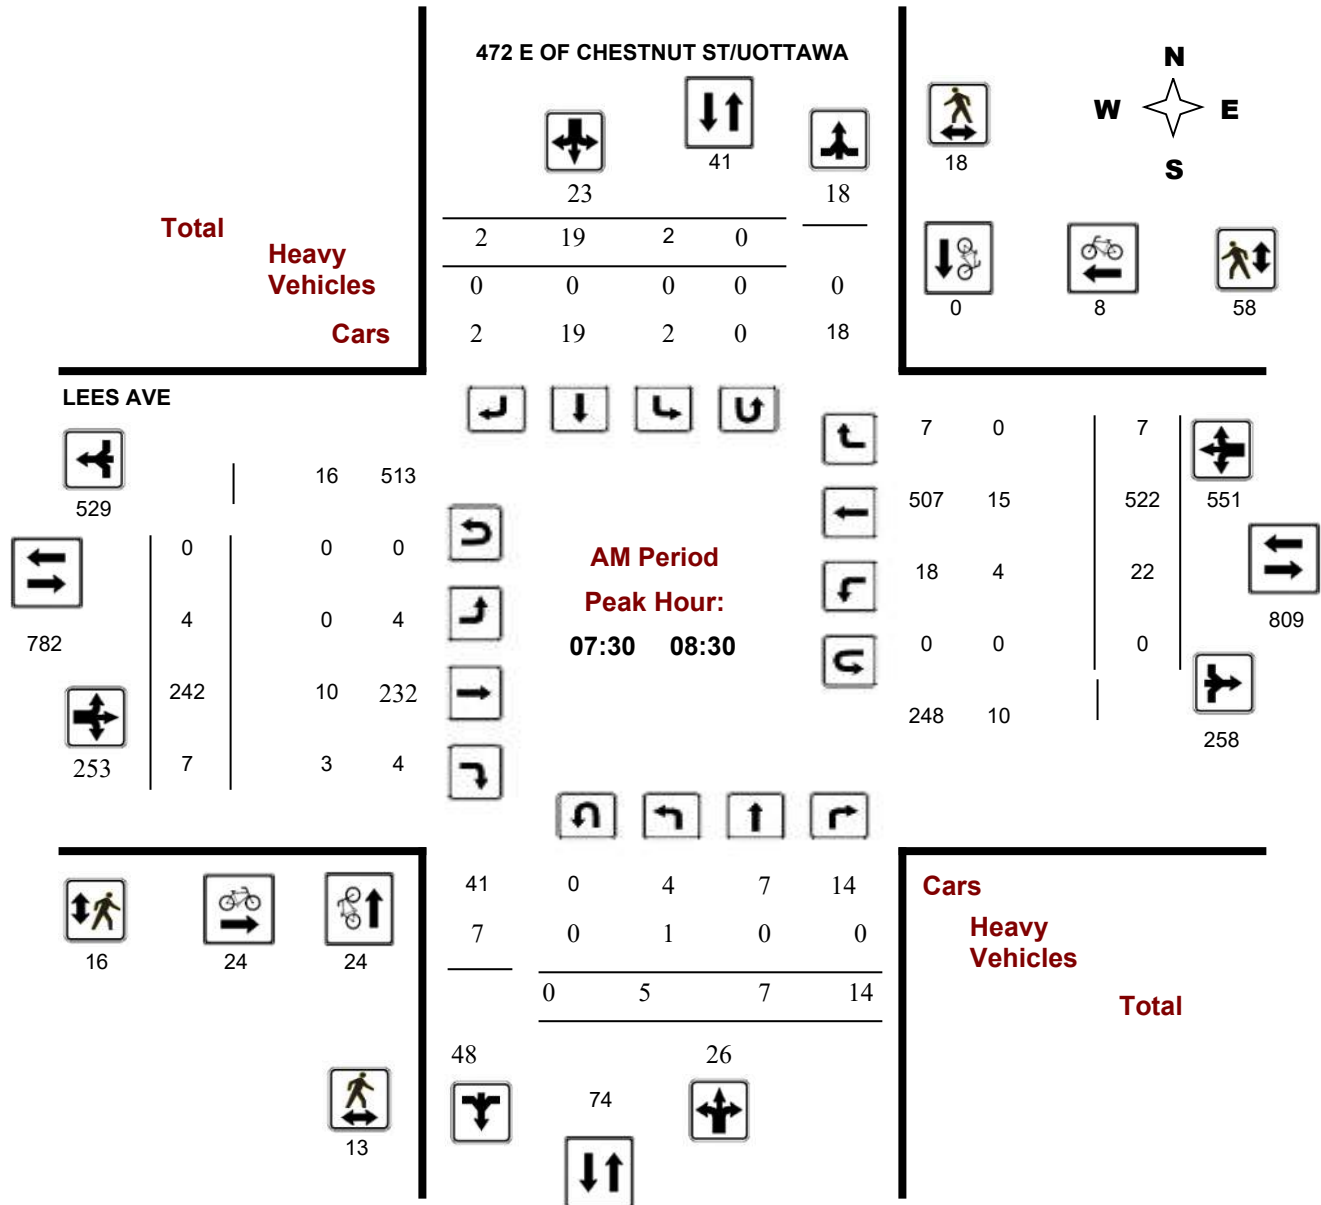 472 E OF CHESTNUT ST/UOTTAWA
N
W E
S
41
18
23 18
Total
2 19 2 0
Heavy
Vehicles
0 0 0 0 0
0 8 58
Cars
2 19 2 0 18
LEES AVE
7 0 7
16 513
529
507 15 522 551
0 0 0
AM Period
18 4 22
4 0 4
Peak Hour:
809
782
07:30 08:30
0 0 0
242 10 232
248 10
258
253 7 3 4
41 0 4 7 14
Cars
7 0 1 0 0
Heavy
Vehicles
16 24 24
0 5 7 14
Total
48 26
74
13